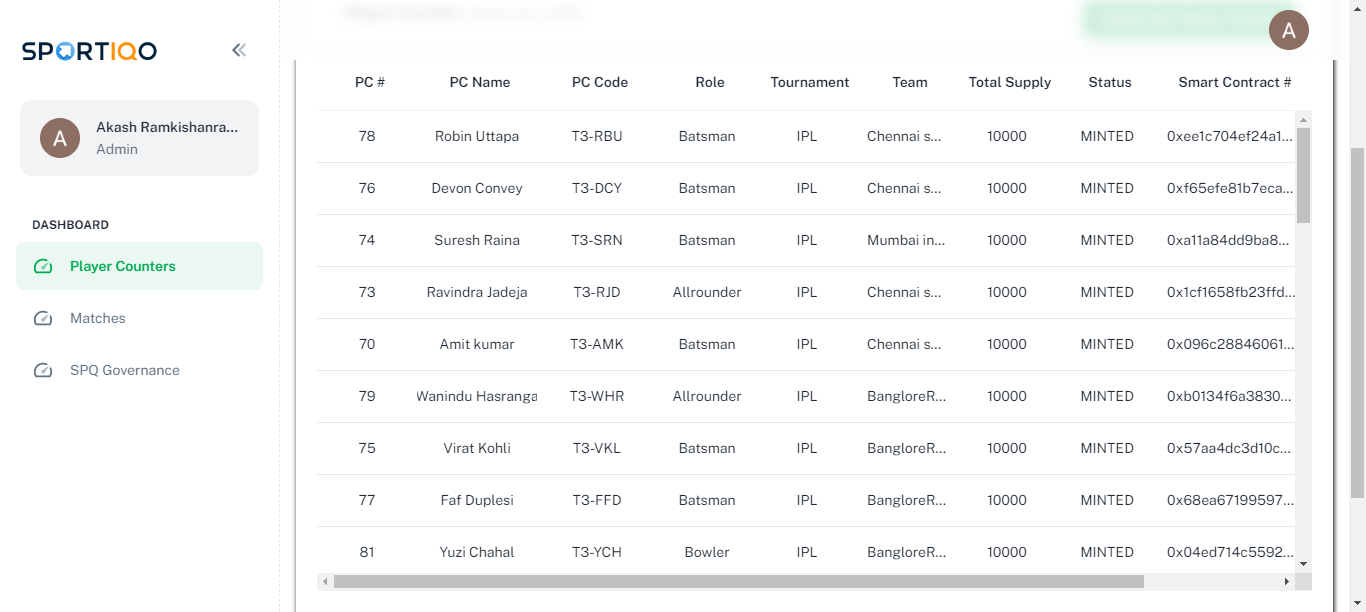 SPORTIQO
A
A
Akash Ramkishanra...
Admin
DASHBOARD
Player Counters
Matches
SPQ Governance
PC # PC Name PC Code Role Tournament Team Total Supply Status Smart Contract #
78 Robin Uttapa T3-RBU Batsman IPL Chennai s... 10000 MINTED 0xee1c704ef24a1...
76 Devon Convey T3-DCY Batsman IPL Chennai s... 10000 MINTED 0xf65efe81b7eca...
74 Suresh Raina T3-SRN Batsman IPL Mumbai in... 10000 MINTED 0xa11a84dd9ba8...
73 Ravindra Jadeja T3-RJD Allrounder IPL Chennai s... 10000 MINTED 0x1cf1658fb23ffd...
70 Amit kumar T3-AMK Batsman IPL Chennai s... 10000 MINTED 0x096c28846061...
79 Wanindu Hasranga T3-WHR Allrounder IPL BangloreR... 10000 MINTED 0xb0134f6a3830...
75 Virat Kohli T3-VKL Batsman IPL BangloreR... 10000 MINTED 0x57aa4dc3d10c...
77 Faf Duplesi T3-FFD Batsman IPL BangloreR... 10000 MINTED 0x68ea67199597...
81 Yuzi Chahal T3-YCH Bowler IPL BangloreR... 10000 MINTED 0x04ed714c5592...